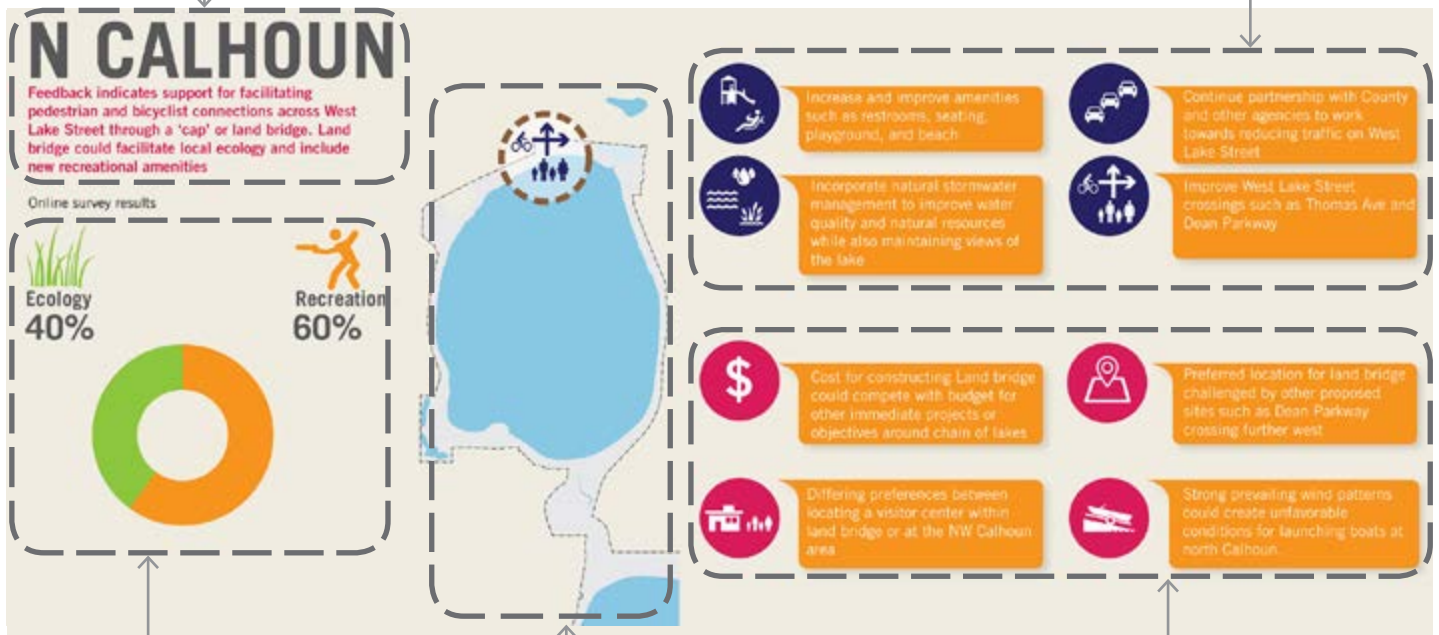 N CALHOUN
Feedback indicates support for facilitating
pedestrian and bicyclist connections across West
Lake Street through a 'cap' or land bridge. Land
bridge could facilitate local ecology and include
new recreational amenities
Online survey results
Ecology
40%
Recreation
60%
Increase and improve amenities
such as restrooms, seating,
playground, and beach
Continue partnership with County
and other agencies to work
towards reducing traffic on West
Lake Street
Incorporate natural stormwater
management to improve water
quality and natural resources
while also maintaining views of
the lake
Improve West Lake Street
crossings such as Thomas Ave and
Dean Parkway
$
Cost for constructing Land bridge
could compete with budget for
other immediate projects or
objectives around chain of lakes
Preferred location for land bridge
challenged by other proposed
sites such as Dean Parkway
crossing further west
Differing preferences between
locating a visitor center within
land bridge or at the NW Calhoun
area
Strong prevailing wind patterns
could create unfavorable
conditions for launching boats at
north Calhoun.